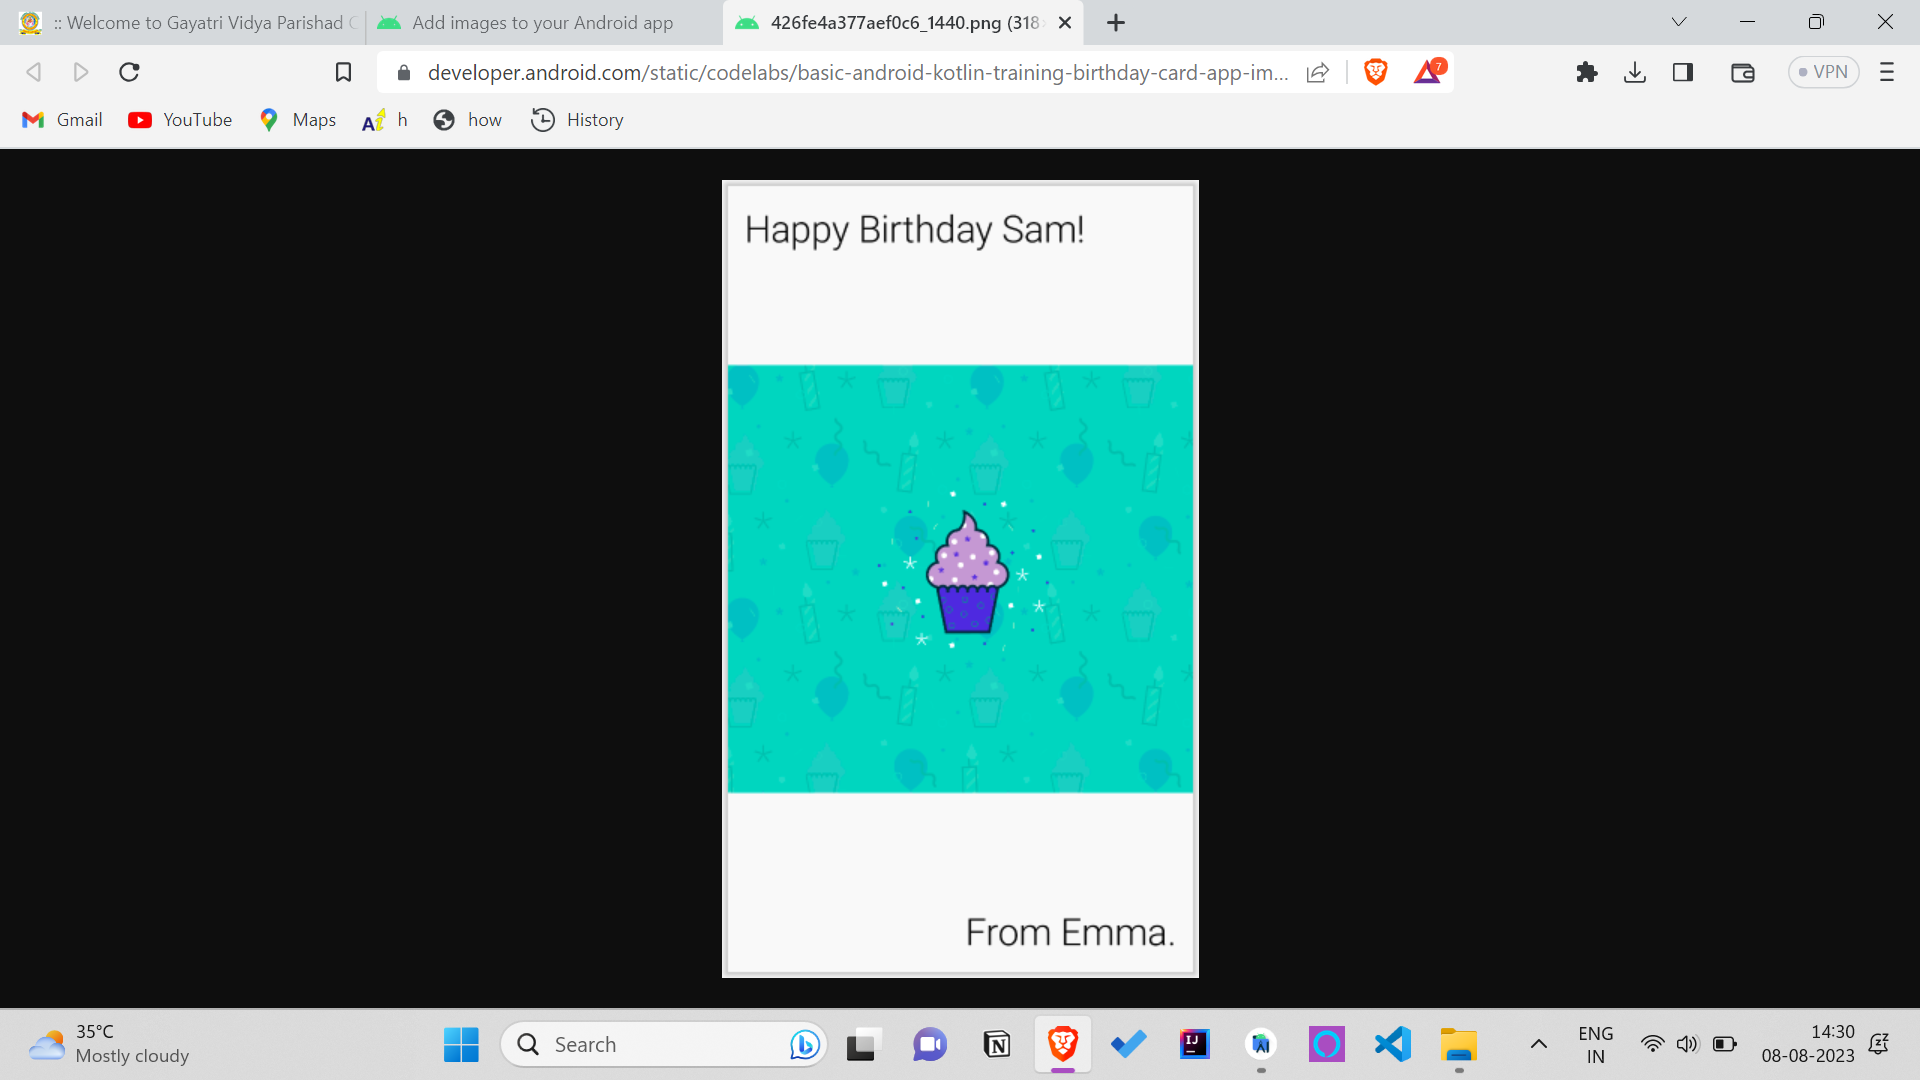 :: Welcome to Gayatri Vidya Parishad C
Add images to your Android app
426fe4a377aef0c6_1440.png (318
developer.android.com/static/codelabs/basic-android-kotlin-training-birthday-card-app-im...
7
VPN
Gmail
YouTube
Maps
h
how
History
Happy Birthday Sam!
From Emma.
35°C
Mostly cloudy
Search
ENG
IN
14:30
08-08-2023